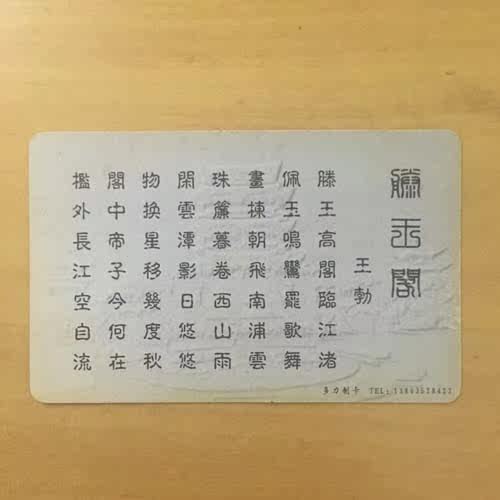 滕王閣
王勃
滕王高閣臨江渚
佩玉鳴鸞罷歌舞
畫棟朝飛南浦雲
珠簾暮卷西山雨
閑雲潭影日悠悠
物換星移幾度秋
閣中帝子今何在
檻外長江空自流
多力制卡 TEL: